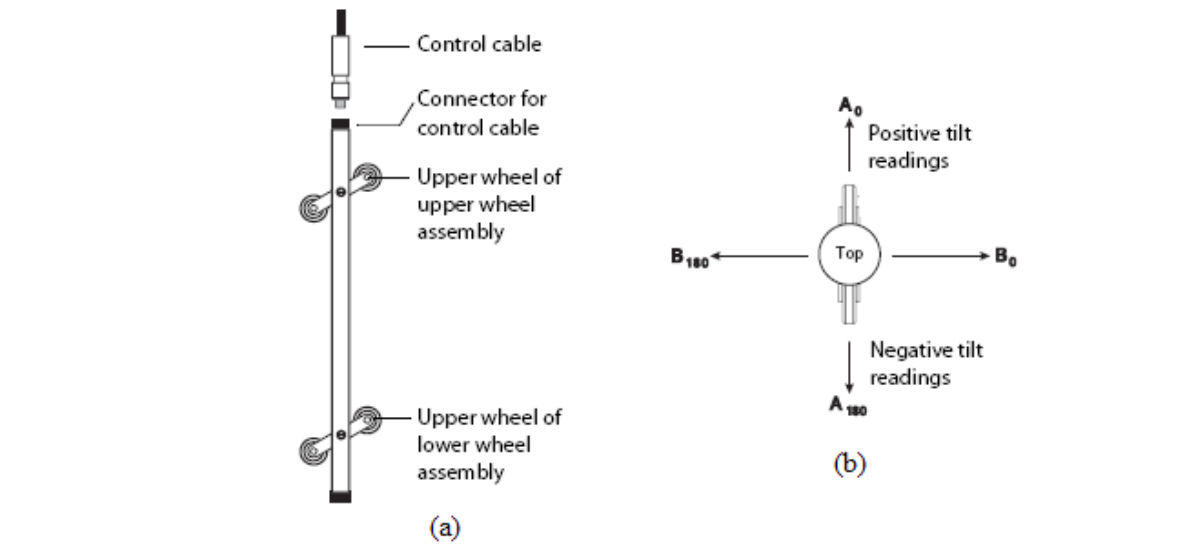 Control cable
Connector for
control cable
Upper wheel of
upper wheel
assembly
Upper wheel of
lower wheel
assembly
(a)
A0
Positive tilt
readings
B180
Top
B0
Negative tilt
readings
A180
(b)